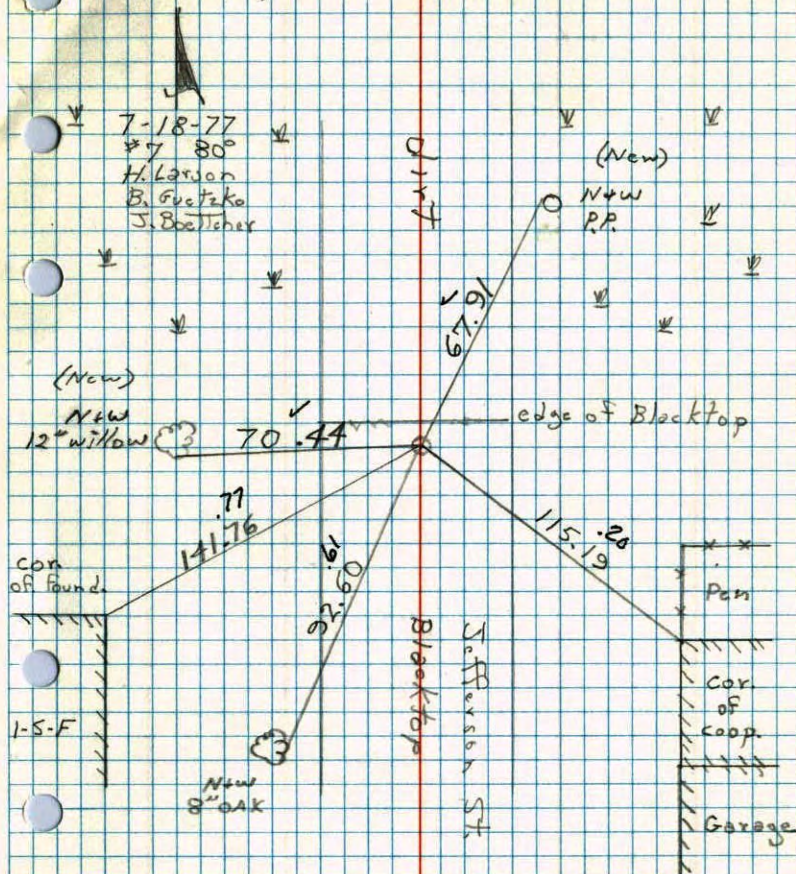 7-18-77
#7 80°
H. Larson
B. Guetzko
J. Boettcher
Dirt
(New)
N+W
P.P.
67.91
(New)
N+W
12" willow
70.44
edge of Blacktop
.77
141.76
.61
92.60
115.19 .20
cor.
of found.
1-S-F
N+W
8" OAK
Blacktop
Jefferson St.
Pen
cor.
of
coop.
Garage